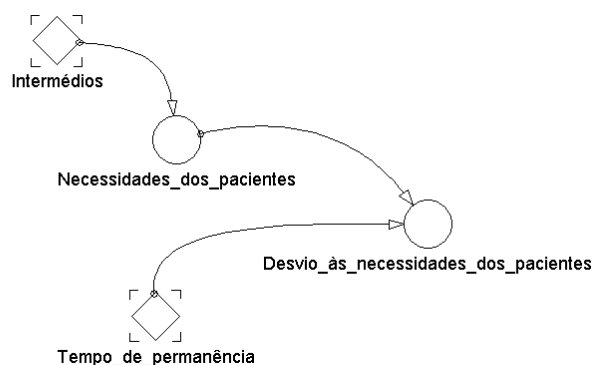 Intermédios
Necessidades_dos_pacientes
Desvio_às_necessidades_dos_pacientes
Tempo_de_permanência